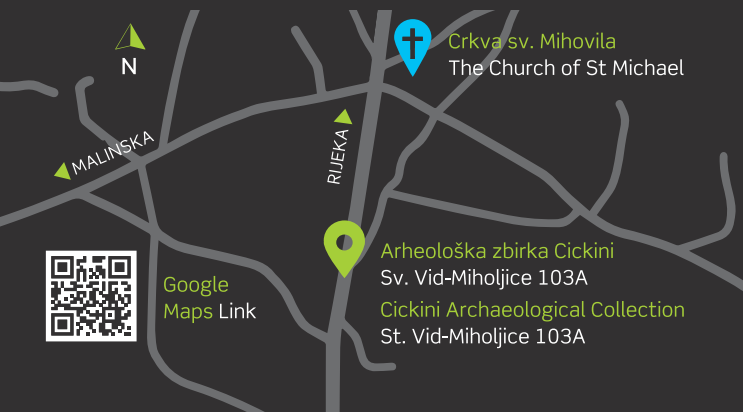 N
Crkva sv. Mihovila
The Church of St Michael
MALINSKA
RIJEKA
Arheološka zbirka Cickini
Sv. Vid-Miholjice 103A
Cickini Archaeological Collection
St. Vid-Miholjice 103A
Google
Maps Link